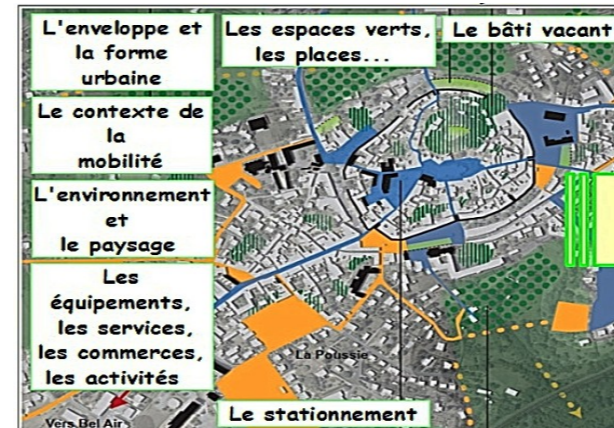 L'enveloppe et
la forme
urbaine
Les espaces verts,
les places...
Le bâti vacant
Le contexte de
la
mobilité
L'environnement
et
le paysage
Les
équipements,
les services,
les commerces,
les activités
La Poussie
Vers Bel Air
Le stationnement